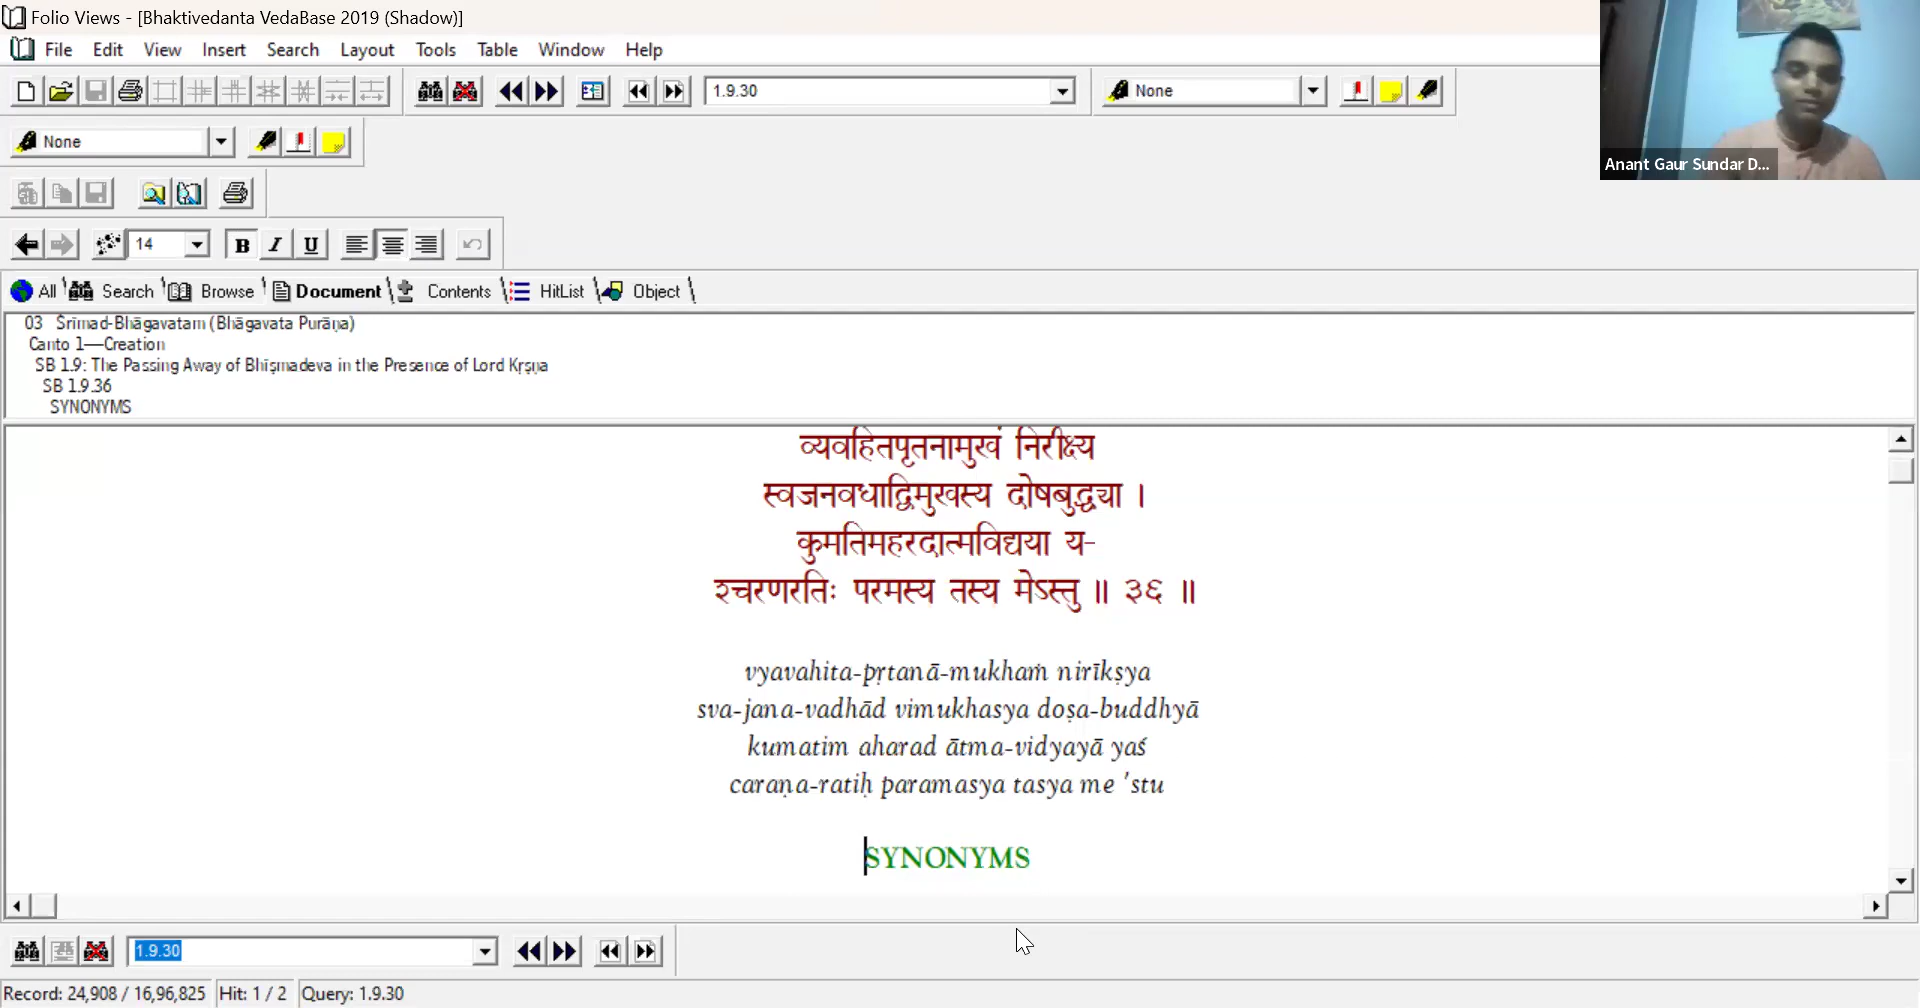 Folio Views - [Bhaktivedanta VedaBase 2019 (Shadow)]
File Edit View Insert Search Layout Tools Table Window Help
1.9.30 None
None
Anant Gaur Sundar D...
14 B I U
All Search Browse Document Contents HitList Object
03 Śrīmad-Bhāgavatam (Bhāgavata Purāṇa)
Canto 1—Creation
SB 1.9: The Passing Away of Bhīṣmadeva in the Presence of Lord Kṛṣṇa
SB 1.9.36
SYNONYMS
व्यवहितपृतनामुखं निरीक्ष्य
स्वजनवधाद्विमुखस्य दोषबुद्ध्या ।
कुमतिमहरदात्मविद्यया य-
श्चरणरतिः परमस्य तस्य मेऽस्तु ॥ ३६ ॥
vyavahita-pṛtanā-mukhaṁ nirīkṣya
sva-jana-vadhād vimukhasya doṣa-buddhyā
kumatim aharad ātma-vidyayā yaś
caraṇa-ratiḥ paramasya tasya me 'stu
SYNONYMS
1.9.30
Record: 24,908 / 16,96,825 Hit: 1 / 2 Query: 1.9.30